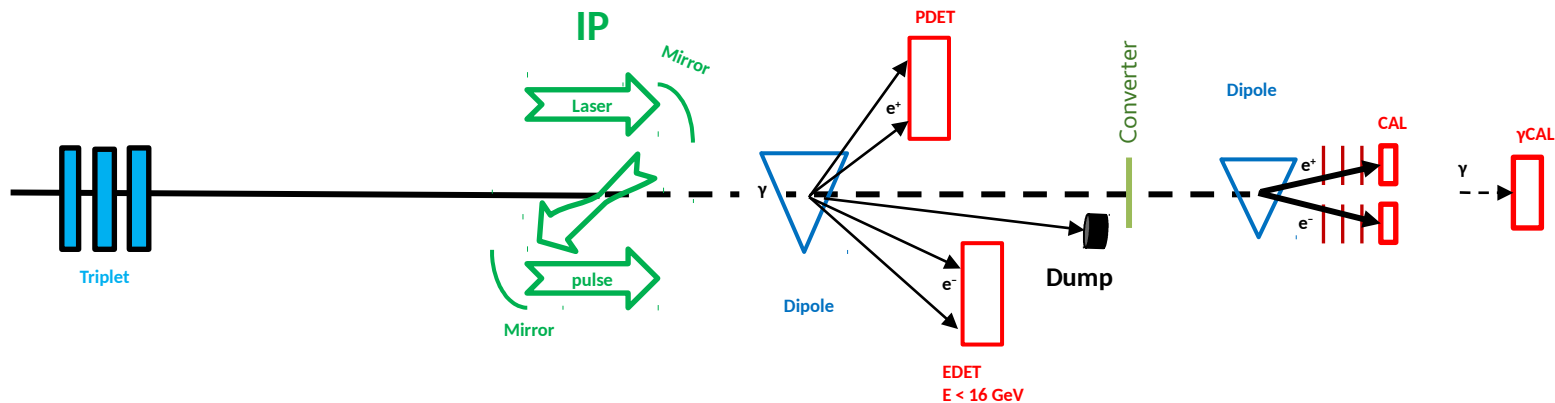 IP
PDET
Mirror
Converter
Laser
Dipole
e⁺
CAL
γCAL
e⁺
γ
γ
e⁻
Triplet
pulse
e⁻
Dump
Dipole
Mirror
EDET
E < 16 GeV